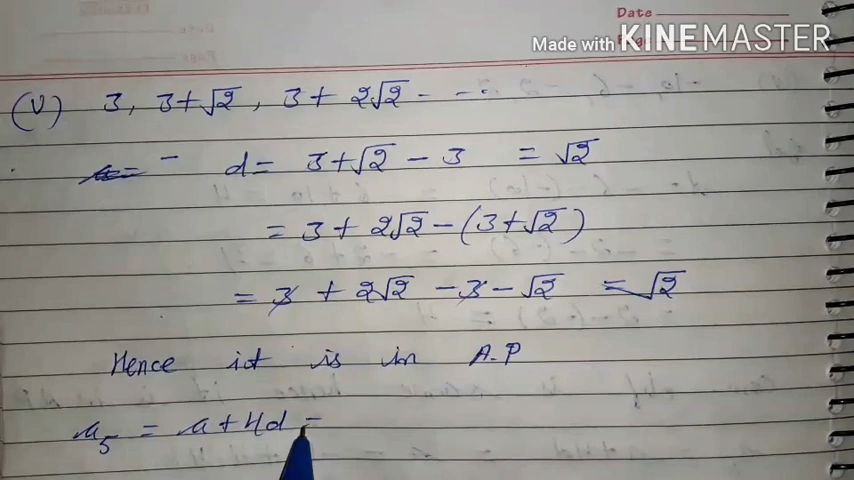 Date
Made with KINEMASTER
(V) 3, 3+√2, 3+ 2√2 - - . .
d= 3+√2 - 3 = √2
= 3+ 2√2 - (3+√2)
= 3 + 2√2 - 3 - √2 = √2
Hence it is in A.P
a5 = a+4d =